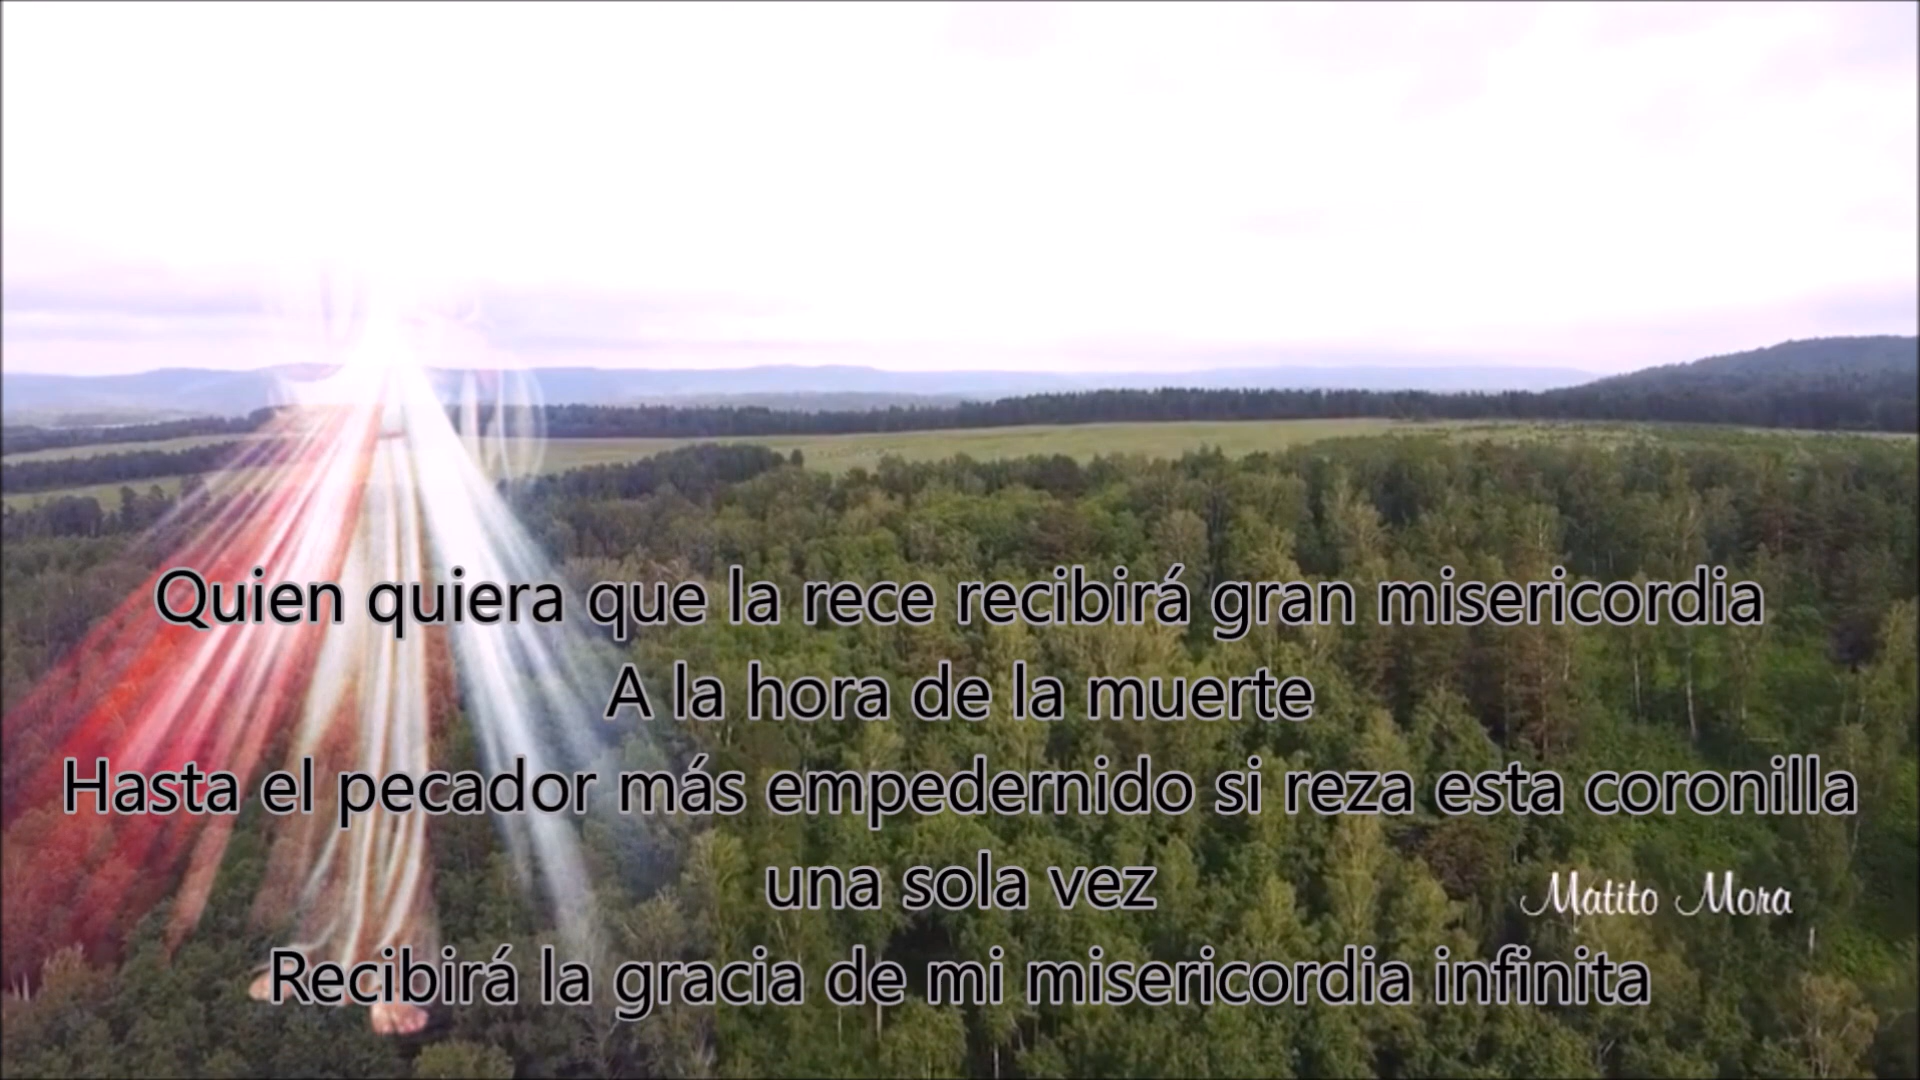 Quien quiera que la rece recibirá gran misericordia
A la hora de la muerte
Hasta el pecador más empedernido si reza esta coronilla
una sola vez
Matito Mora
Recibirá la gracia de mi misericordia infinita